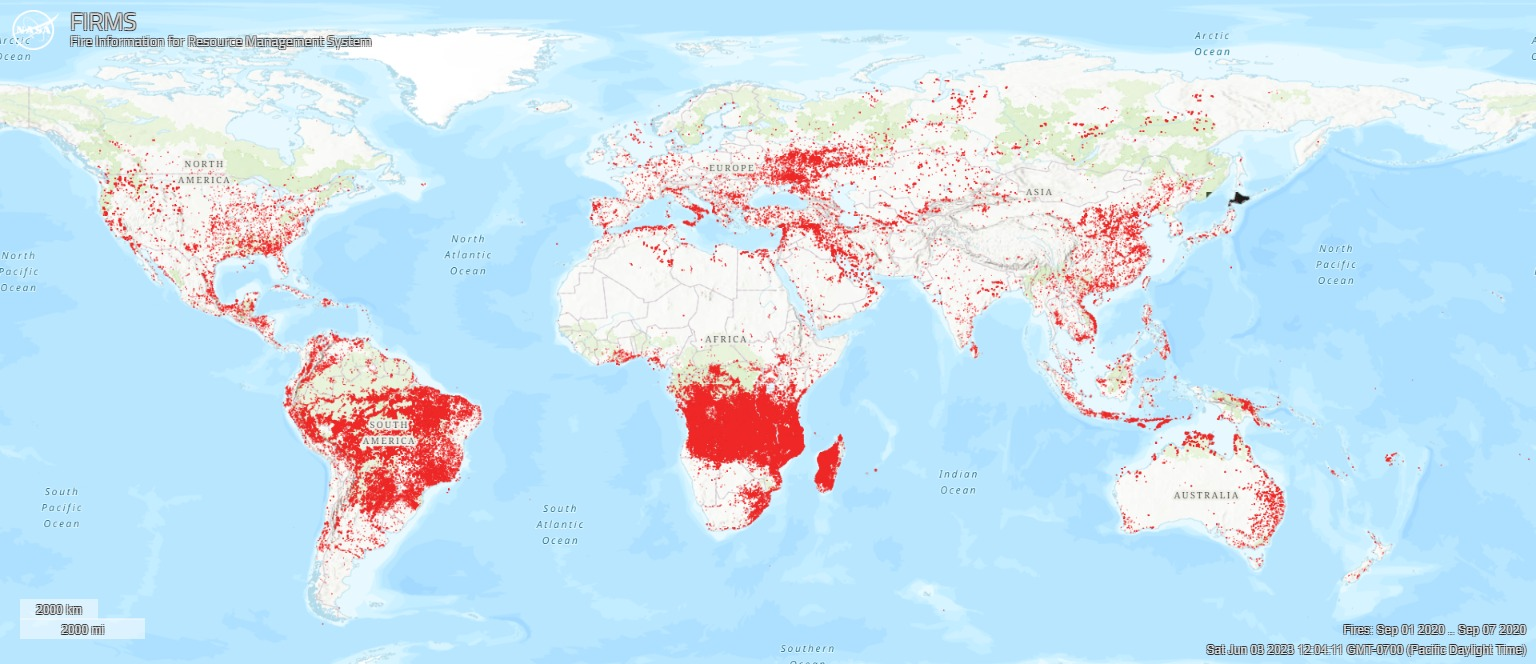 NASA
FIRMS
Fire Information for Resource Management System
Arctic
Ocean
Arctic
Ocean
A
O
NORTH
AMERICA
EUROPE
ASIA
North
Pacific
Ocean
North
Atlantic
Ocean
North
Pacific
Ocean
AFRICA
SOUTH
AMERICA
South
Pacific
Ocean
South
Atlantic
Ocean
Indian
Ocean
AUSTRALIA
2000 km
2000 mi
Southern
Ocean
Fires: Sep 01 2020 .. Sep 07 2020
Sat Jun 03 2023 12:04:11 GMT-0700 (Pacific Daylight Time)